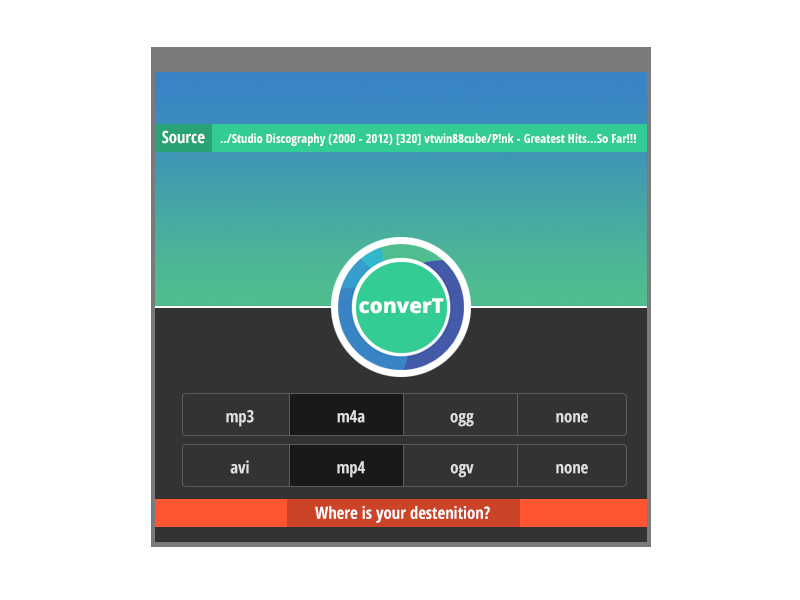 Source ../Studio Discography (2000 - 2012) [320] vtwin88cube/P!nk - Greatest Hits...So Far!!!
converT
mp3 m4a ogg none
avi mp4 ogv none
Where is your destenition?